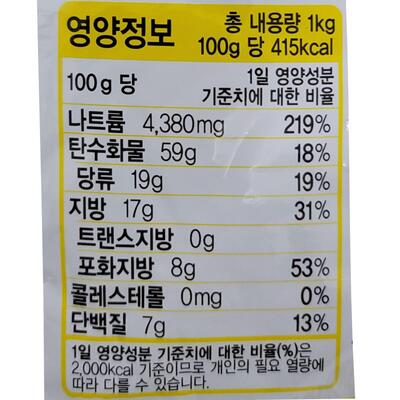 영양정보
총 내용량 1kg
100g 당 415kcal
100g 당
1일 영양성분
기준치에 대한 비율
나트륨 4,380mg 219%
탄수화물 59g 18%
당류 19g 19%
지방 17g 31%
트랜스지방 0g
포화지방 8g 53%
콜레스테롤 0mg 0%
단백질 7g 13%
1일 영양성분 기준치에 대한 비율(%)은
2,000kcal 기준이므로 개인의 필요 열량에
따라 다를 수 있습니다.